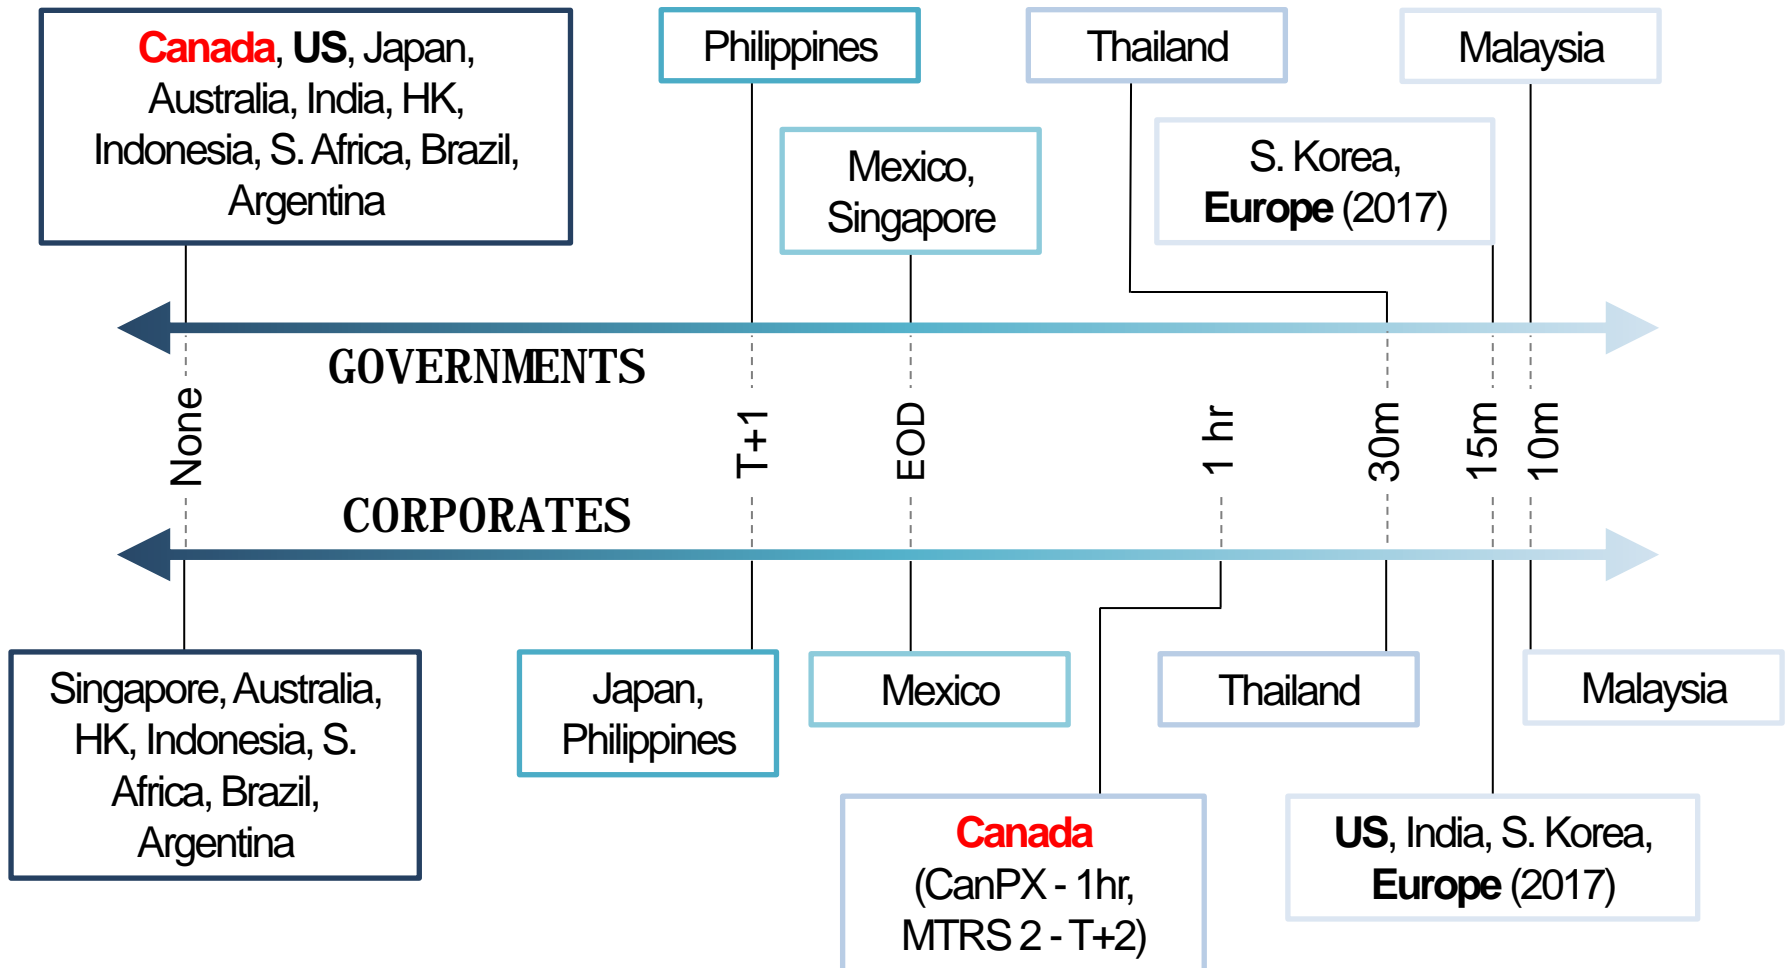 Canada, US, Japan,
Australia, India, HK,
Indonesia, S. Africa, Brazil,
Argentina
Philippines
Thailand
Malaysia
Mexico,
Singapore
S. Korea,
Europe (2017)
GOVERNMENTS
None
T+1
EOD
1 hr
30m
15m
10m
CORPORATES
Singapore, Australia,
HK, Indonesia, S.
Africa, Brazil,
Argentina
Japan,
Philippines
Mexico
Thailand
Malaysia
Canada
(CanPX - 1hr,
MTRS 2 - T+2)
US, India, S. Korea,
Europe (2017)